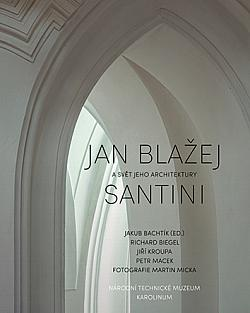 JAN BLAŽEJ
A SVĚT JEHO ARCHITEKTURY
SANTINI
JAKUB BACHTÍK (ED.)
RICHARD BIEGEL
JIŘÍ KROUPA
PETR MACEK
FOTOGRAFIE MARTIN MICKA
NÁRODNÍ TECHNICKÉ MUZEUM
KAROLINUM